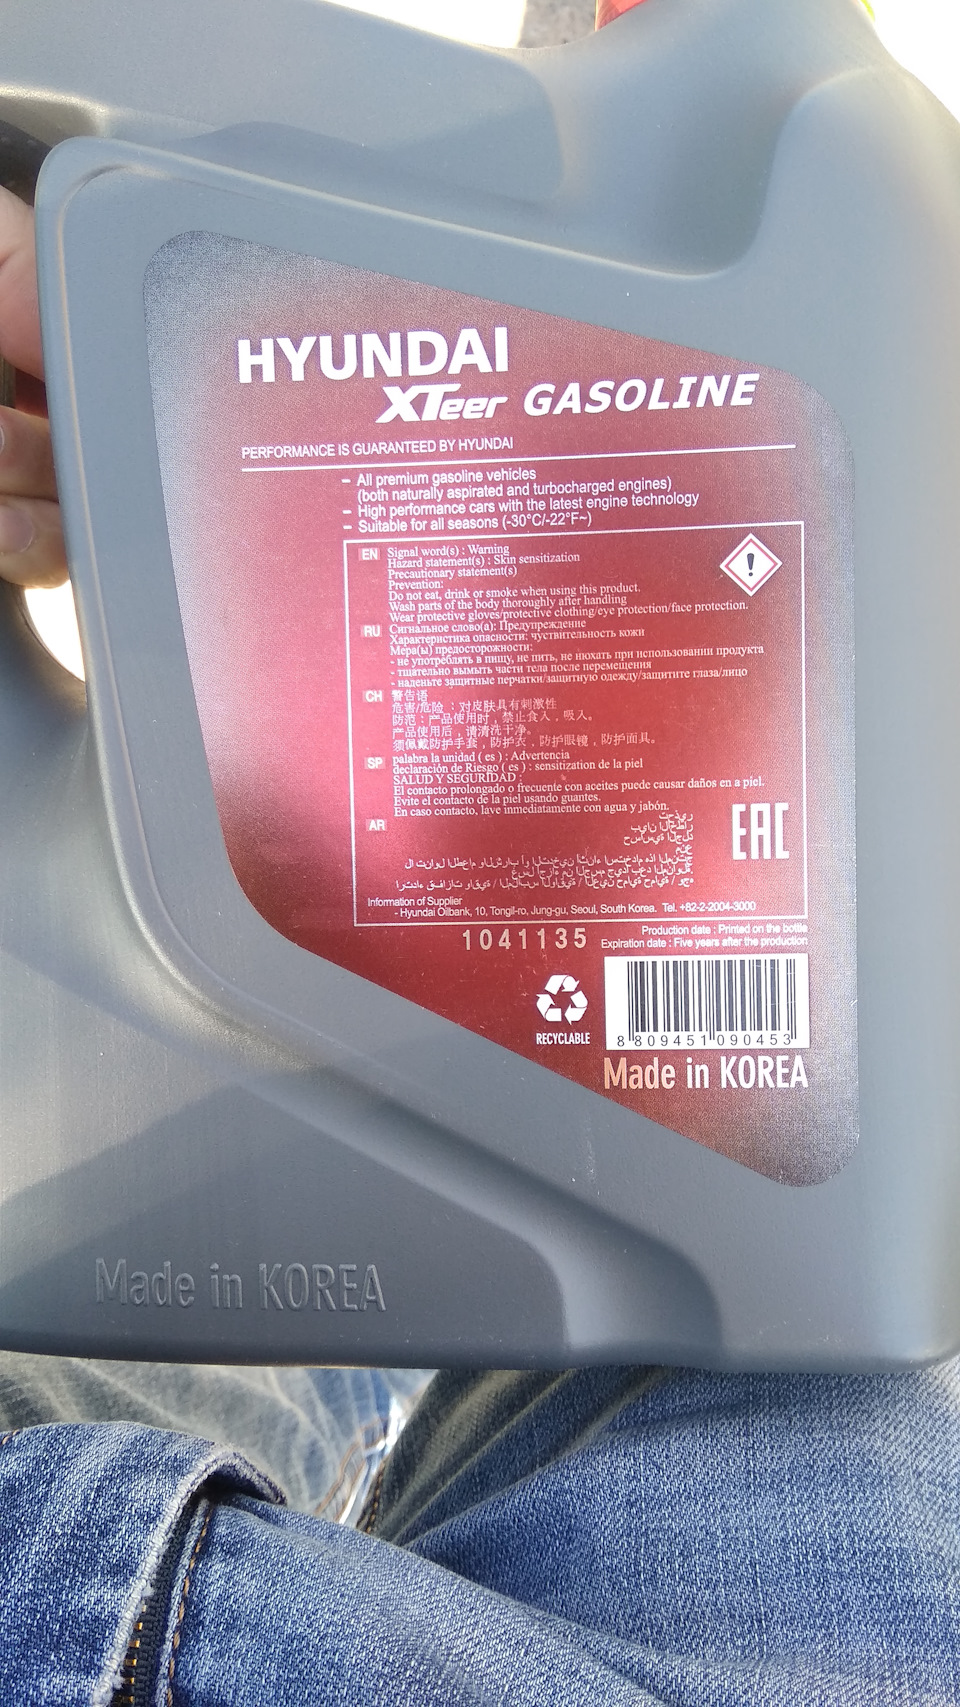 HYUNDAI
XTeer GASOLINE
PERFORMANCE IS GUARANTEED BY HYUNDAI
- All premium gasoline vehicles
(both naturally aspirated and turbocharged engines)
- High performance cars with the latest engine technology
- Suitable for all seasons (-30°C/-22°F~)
EN Signal word(s) : Warning
Hazard statement(s) : Skin sensitization
Precautionary statement(s)
Prevention:
Do not eat, drink or smoke when using this product.
Wash parts of the body thoroughly after handling
Wear protective gloves/protective clothing/eye protection/face protection.
RU Сигнальное слово(а): Предупреждение
Характеристика опасности: чуствительность кожи
Мера(ы) предосторожности:
- не употреблять в пищу, не пить, не нюхать при использовании продукта
- тщательно вымыть части тела после перемещения
- наденьте защитные перчатки/защитную одежду/защитите глаза/лицо
CH 警告语
危害/危险 : 对皮肤具有刺激性
防范 : 产品使用时 , 禁止食入 , 吸入。
产品使用后 , 请清洗干净。
须佩戴防护手套 , 防护衣 , 防护眼镜 , 防护面具。
SP palabra la unidad ( es ) : Advertencia
declaración de Riesgo ( es ) : sensitization de la piel
SALUD Y SEGURIDAD :
El contacto prolongado o frecuente con aceites puede causar daños en a piel.
Evite el contacto de la piel usando guantes.
En caso contacto, lave inmediatamente con agua y jabón.
AR
EAC
Information of Supplier
- Hyundai Oilbank, 10, Tongil-ro, Jung-gu, Seoul, South Korea. Tel. +82-2-2004-3000
1041135
Production date : Printed on the bottle
Expiration date : Five years after the production
RECYCLABLE
8 809451 090453
Made in KOREA
Made in KOREA